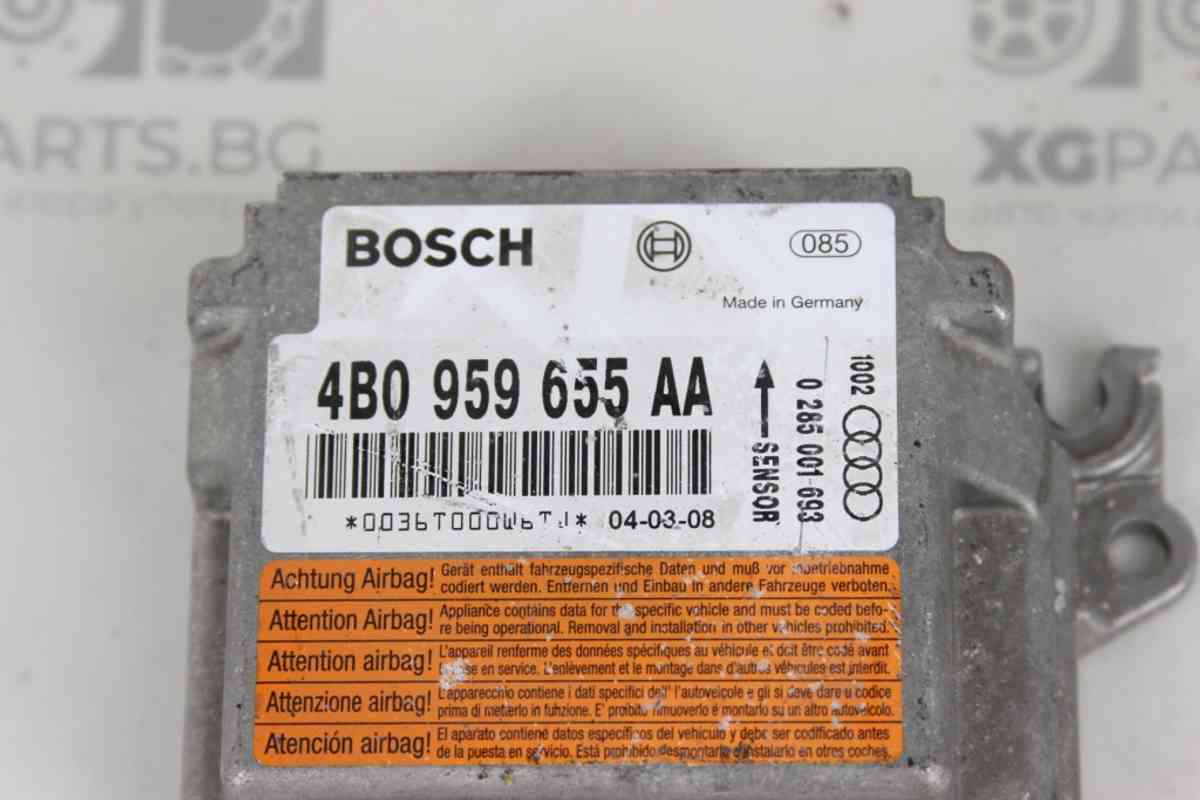 ARTS.BG
XGPA
BOSCH
085
Made in Germany
4B0 959 655 AA
SENSOR
0 285 001 693
1002
04-03-08
Achtung Airbag! Gerät enthält fahrzeugspezifische Daten und muß vor Inbetriebnahme
codiert werden. Entfernen und Einbau in andere Fahrzeuge verboten.
Attention Airbag! Appliance contains data for the specific vehicle and must be coded befo-
re being operational. Removal and installation in other vehicles prohibited.
Attention airbag! L'appareil renferme des données spécifiques au véhicule et doit être codé avant
mise en service. L'enlèvement et le montage dans d'autres véhicules est interdit.
Attenzione airbag! L'apparecchio contiene i dati specifici dell' l'autoveicolo e gli si deve dare il codice
prima di metterlo in funzione. E' proibito rimuoverlo e montarlo su un altro autoveicolo.
Atención airbag! El aparato contiene datos específicos del vehículo y debe ser codificado antes
de la puesta en servicio. Está prohibido desmontarlo e instalarlo en otros coches.